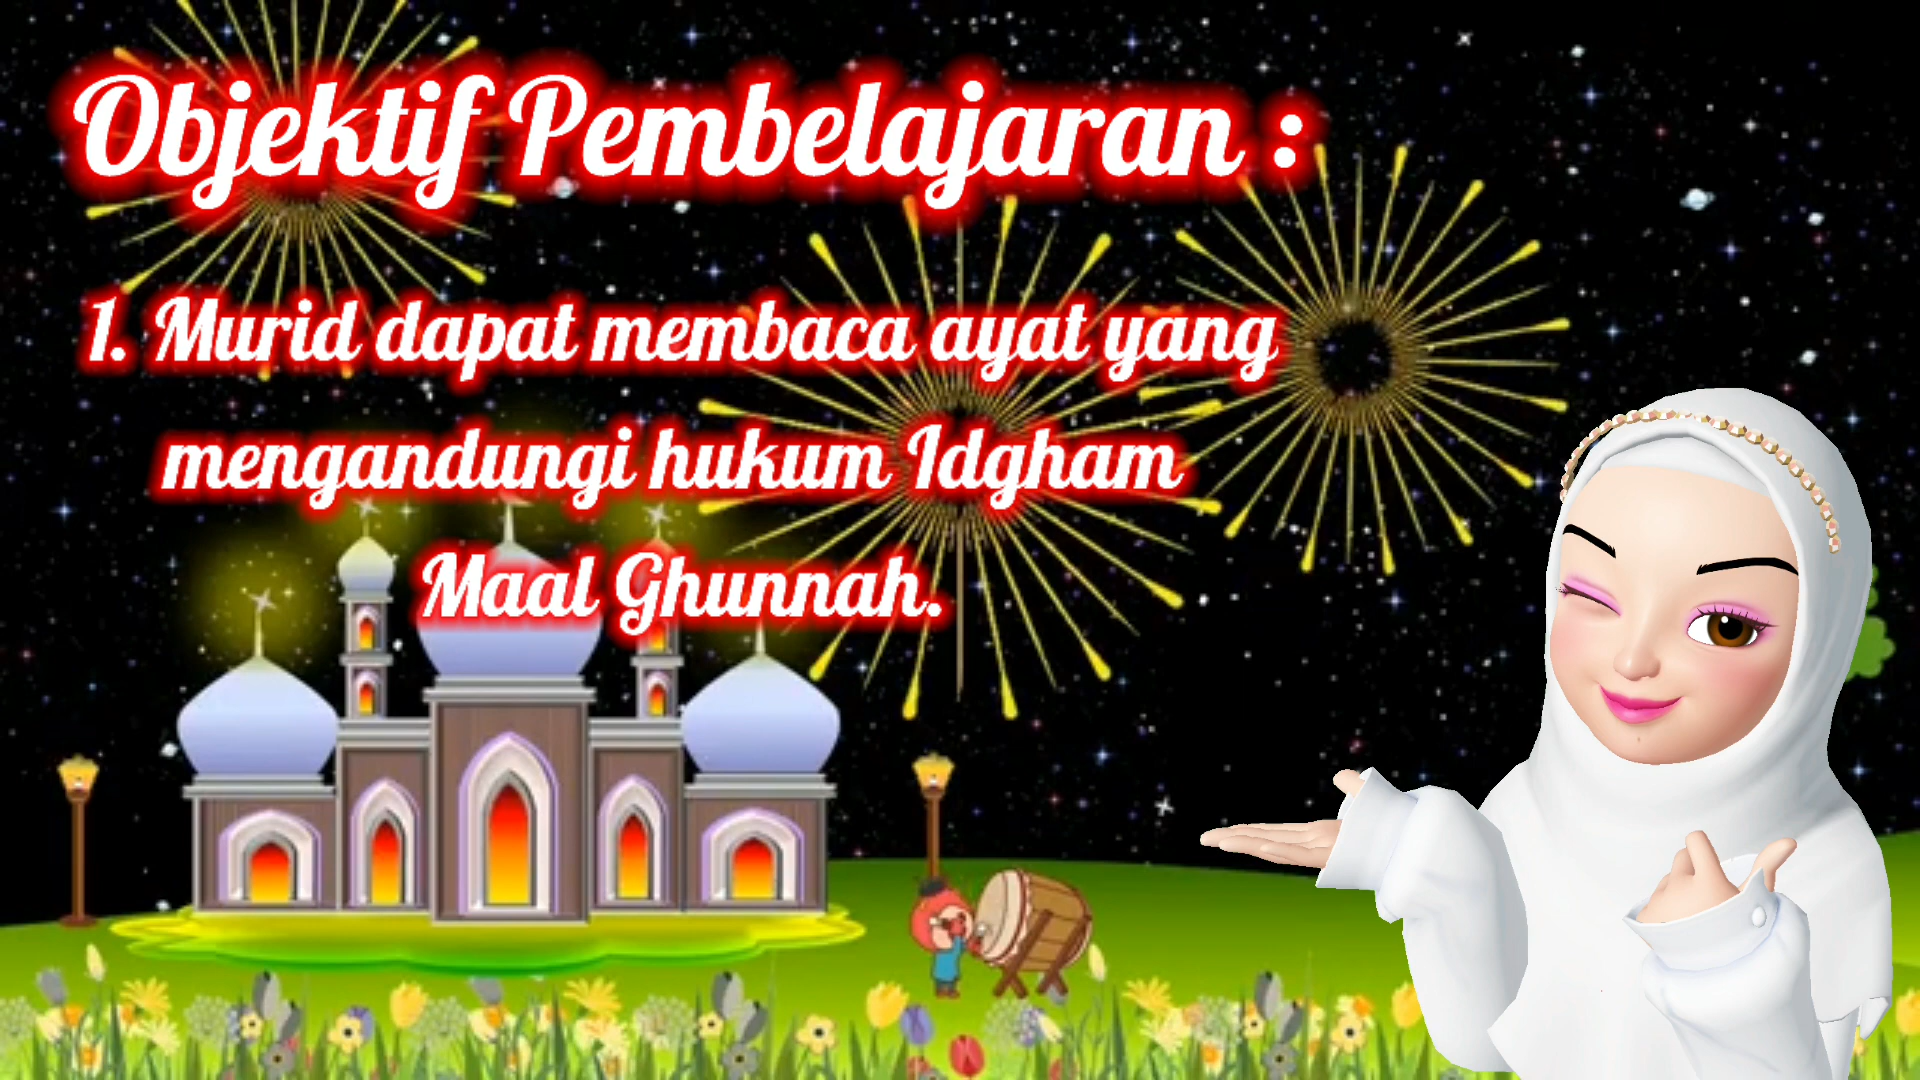 Objektif Pembelajaran :
1. Murid dapat membaca ayat yang
mengandungi hukum Idgham
Maal Ghunnah.